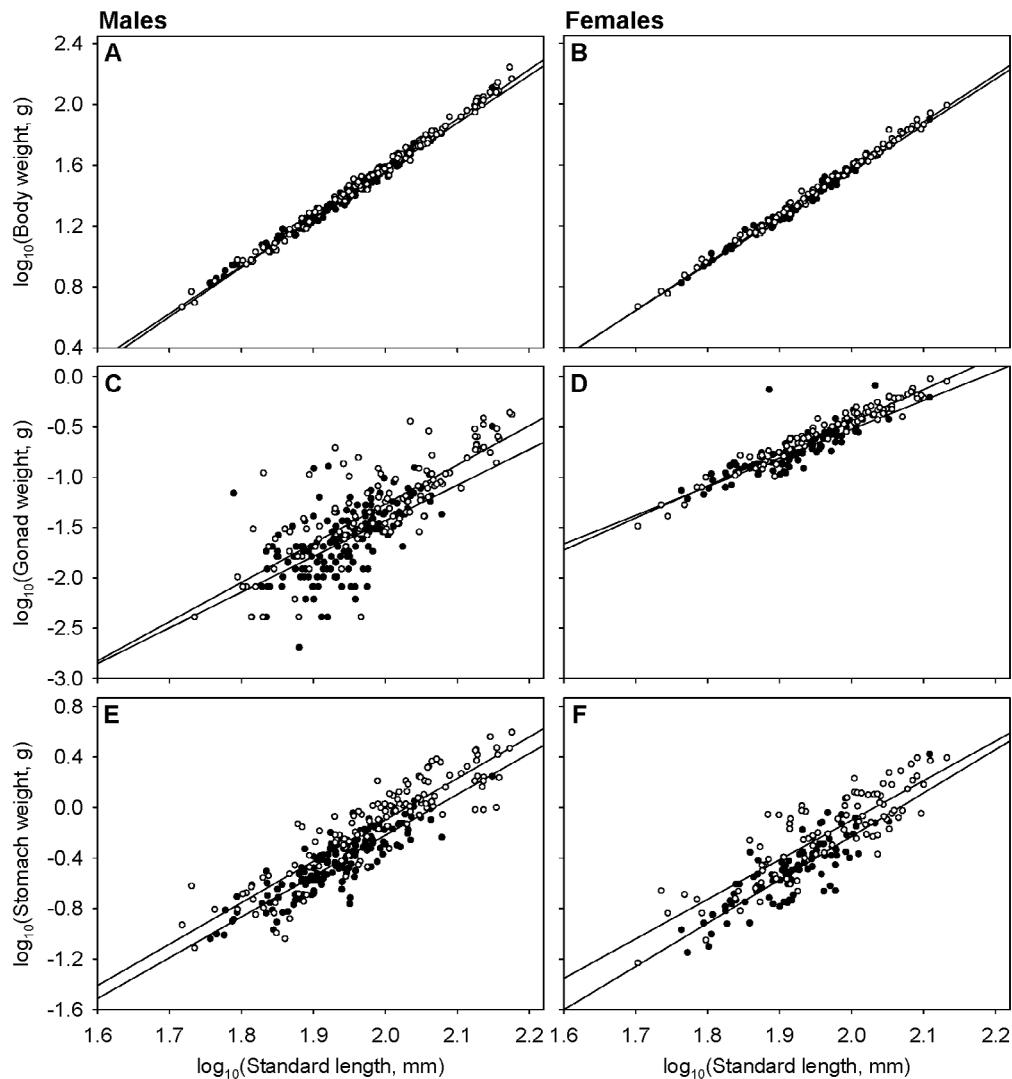 Males Females
A B
2.4
2.0
1.6
1.2
0.8
0.4
log10(Body weight, g)
C D
0.0
-0.5
-1.0
-1.5
-2.0
-2.5
-3.0
log10(Gonad weight, g)
E F
0.8
0.4
0.0
-0.4
-0.8
-1.2
-1.6
log10(Stomach weight, g)
1.6 1.7 1.8 1.9 2.0 2.1 2.2 1.6 1.7 1.8 1.9 2.0 2.1 2.2
log10(Standard length, mm) log10(Standard length, mm)